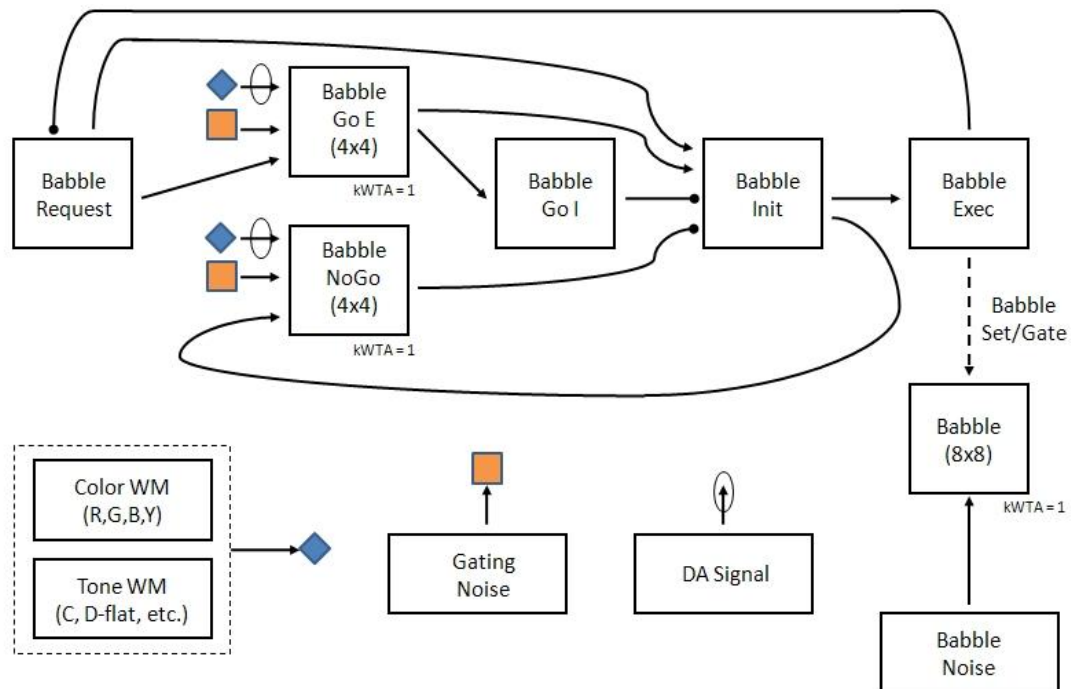 Babble
Go E
(4x4)
kWTA = 1
Babble
Request
Babble
Go I
Babble
Init
Babble
Exec
Babble
NoGo
(4x4)
kWTA = 1
Babble
Set/Gate
Babble
(8x8)
kWTA = 1
Color WM
(R,G,B,Y)
Tone WM
(C, D-flat, etc.)
Gating
Noise
DA Signal
Babble
Noise